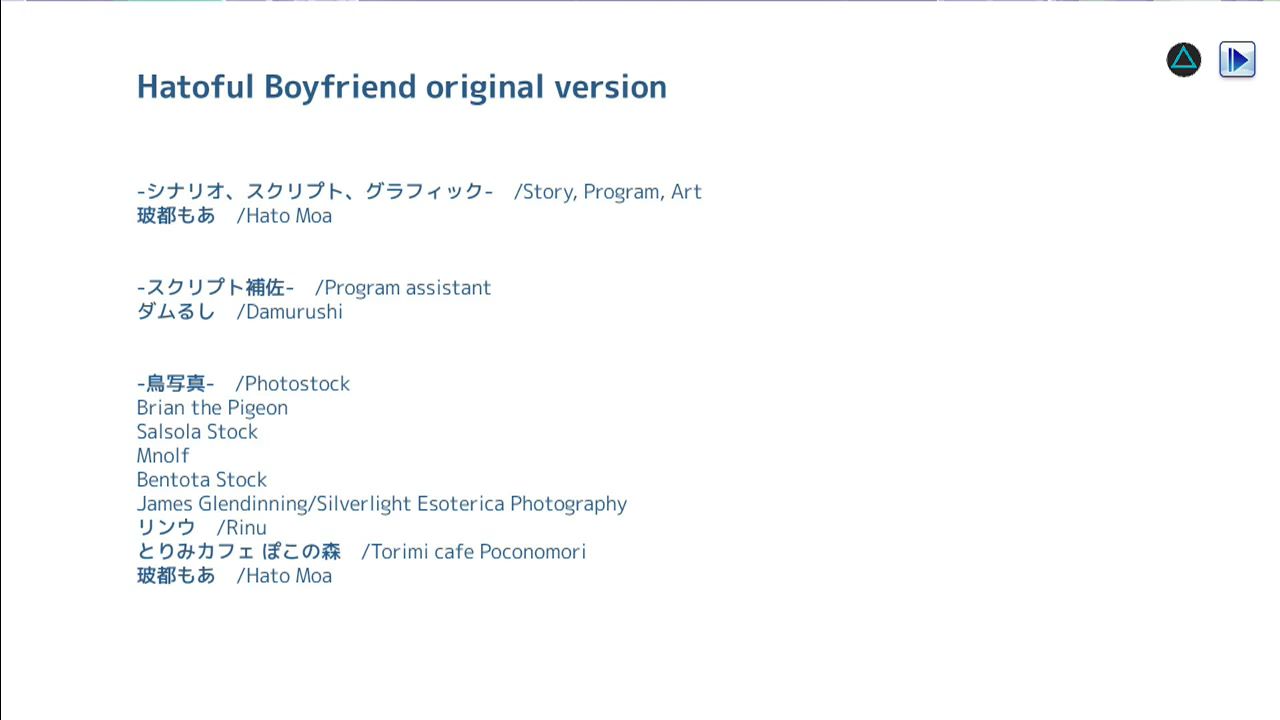 Hatoful Boyfriend original version
-シナリオ、スクリプト、グラフィック- /Story, Program, Art
玻都もあ /Hato Moa
-スクリプト補佐- /Program assistant
ダムるし /Damurushi
-鳥写真- /Photostock
Brian the Pigeon
Salsola Stock
Mnolf
Bentota Stock
James Glendinning/Silverlight Esoterica Photography
リンウ /Rinu
とりみカフェ ぽこの森 /Torimi cafe Poconomori
玻都もあ /Hato Moa